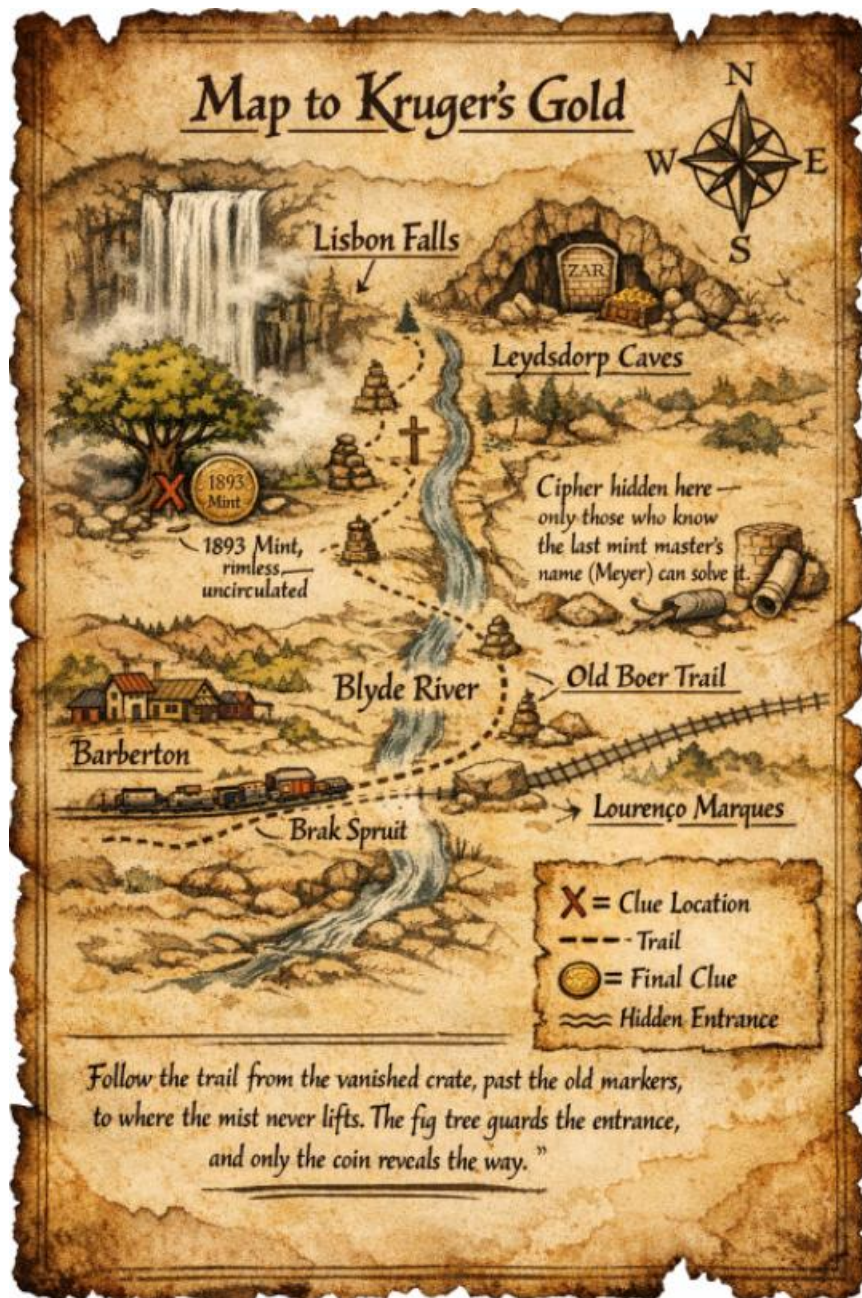 Map to Kruger's Gold
N
W E
S
Lisbon Falls
ZAR
Leydsdorp Caves
1893
Mint
1893 Mint,
rimless
uncirculated
Cipher hidden here —
only those who know
the last mint master's
name (Meyer) can solve it.
Blyde River
Old Boer Trail
Barberton
Lourenço Marques
Brak Spruit
X = Clue Location
Trail
= Final Clue
Hidden Entrance
Follow the trail from the vanished crate, past the old markers,
to where the mist never lifts. The fig tree guards the entrance,
and only the coin reveals the way. ”